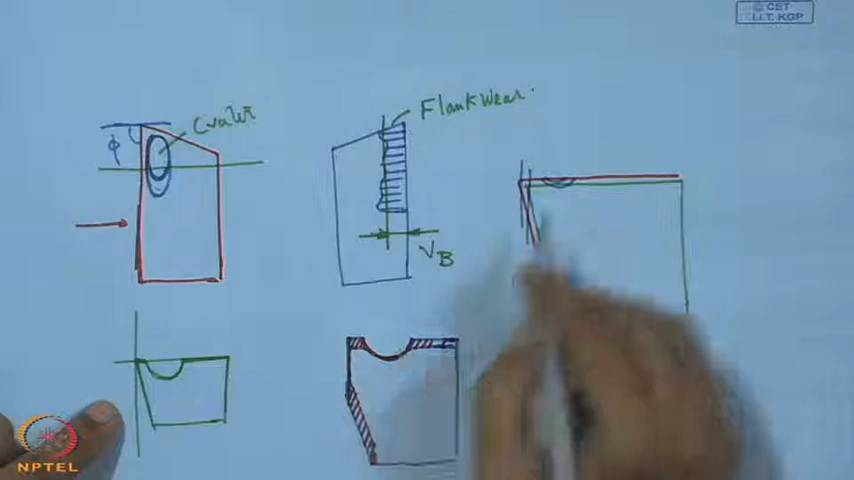 © CET
I.I.T. KGP
Crater
Flank Wear
φ
VB
NPTEL